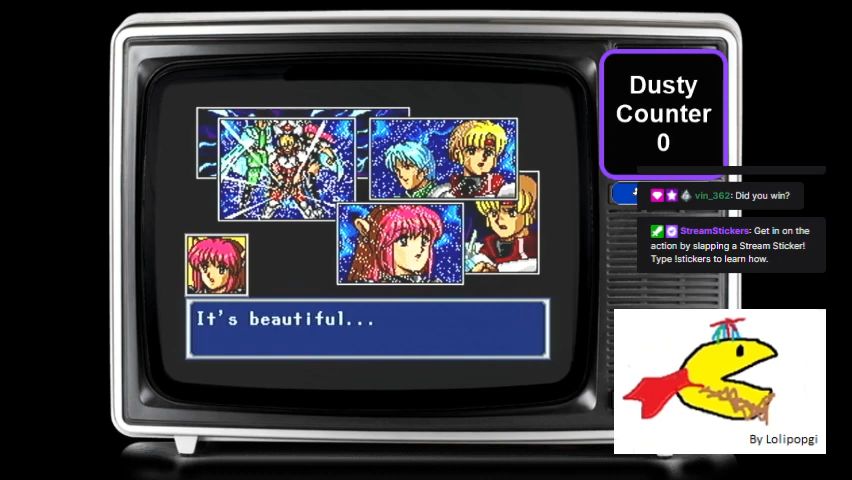 Dusty
Counter
0
vin_362: Did you win?
StreamStickers: Get in on the
action by slapping a Stream Sticker!
Type !stickers to learn how.
It's beautiful...
By Lolipopgi